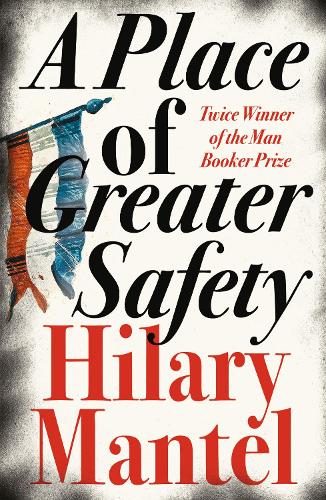 A Place
of
Greater
Safety
Twice Winner
of the Man
Booker Prize
Hilary
Mantel